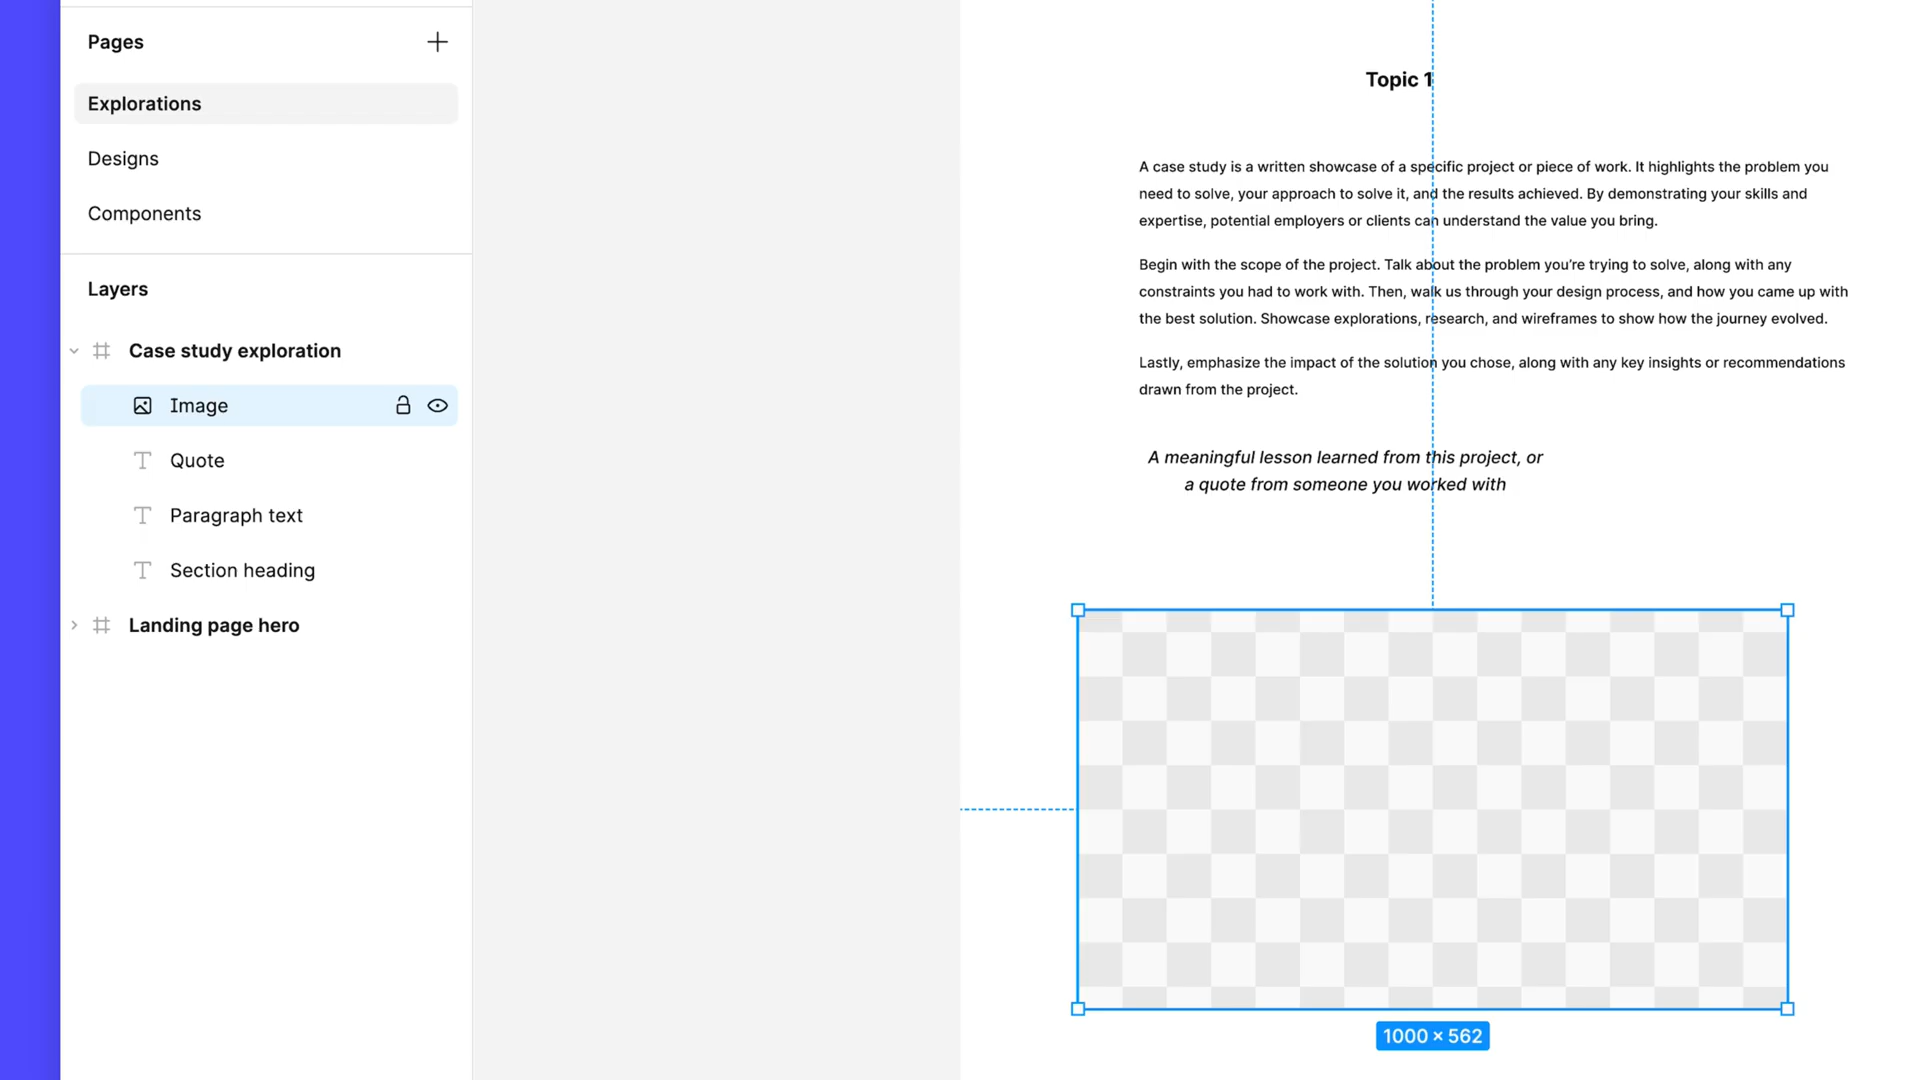 Pages
Explorations
Designs
Components
Layers
Case study exploration
Image
Quote
Paragraph text
Section heading
Landing page hero
Topic 1
A case study is a written showcase of a specific project or piece of work. It highlights the problem you
need to solve, your approach to solve it, and the results achieved. By demonstrating your skills and
expertise, potential employers or clients can understand the value you bring.
Begin with the scope of the project. Talk about the problem you’re trying to solve, along with any
constraints you had to work with. Then, walk us through your design process, and how you came up with
the best solution. Showcase explorations, research, and wireframes to show how the journey evolved.
Lastly, emphasize the impact of the solution you chose, along with any key insights or recommendations
drawn from the project.
A meaningful lesson learned from this project, or
a quote from someone you worked with
1000 × 562